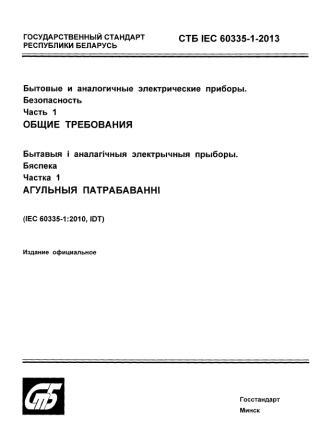 ГОСУДАРСТВЕННЫЙ СТАНДАРТ
РЕСПУБЛИКИ БЕЛАРУСЬ
СТБ IEC 60335-1-2013
Бытовые и аналогичные электрические приборы.
Безопасность
Часть 1
ОБЩИЕ ТРЕБОВАНИЯ
Бытавыя і аналагічныя электрычныя прыборы.
Бяспека
Частка 1
АГУЛЬНЫЯ ПАТРАБАВАННІ
(IEC 60335-1:2010, IDT)
Издание официальное
СТБ
Госстандарт
Минск